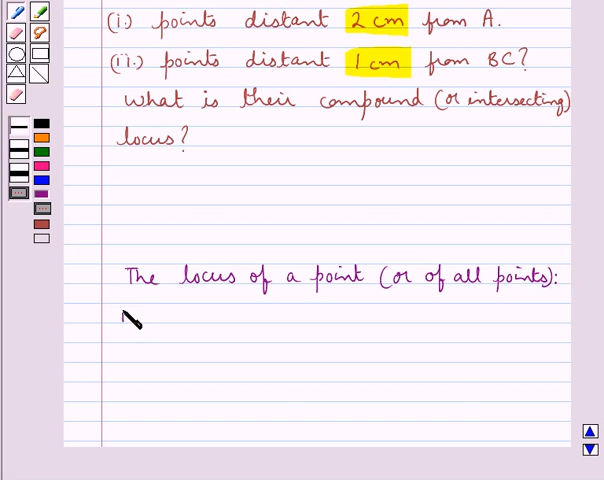 (i) points distant 2 cm from A.
(ii.) points distant 1 cm from BC?
What is their compound (or intersecting)
locus?
The locus of a point (or of all points):